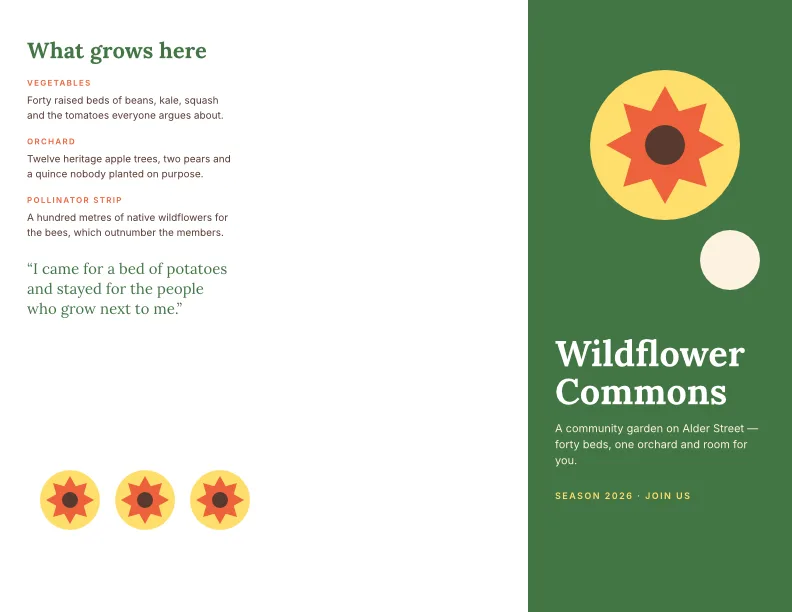 What grows here
VEGETABLES
Forty raised beds of beans, kale, squash
and the tomatoes everyone argues about.
ORCHARD
Twelve heritage apple trees, two pears and
a quince nobody planted on purpose.
POLLINATOR STRIP
A hundred metres of native wildflowers for
the bees, which outnumber the members.
“I came for a bed of potatoes
and stayed for the people
who grow next to me.”
Wildflower
Commons
A community garden on Alder Street —
forty beds, one orchard and room for
you.
SEASON 2026 · JOIN US